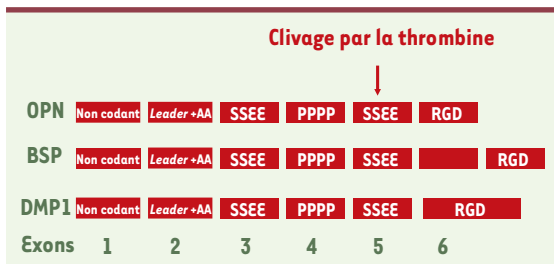 Clivage par la thrombine
OPN Non codant Leader +AA SSEE PPPP SSEE RGD
BSP Non codant Leader +AA SSEE PPPP SSEE RGD
DMP1 Non codant Leader +AA SSEE PPPP SSEE RGD
Exons 1 2 3 4 5 6